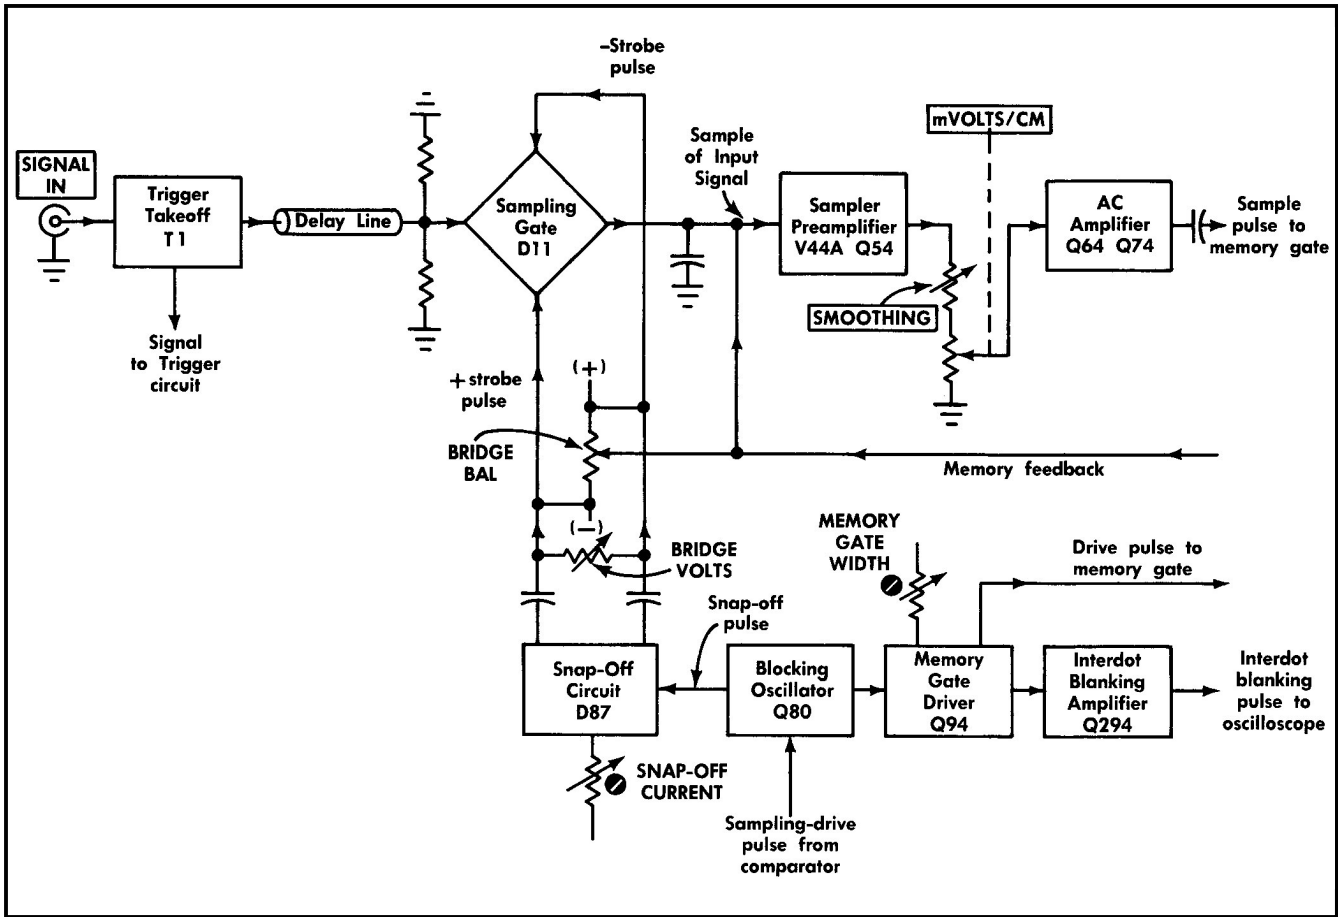 –Strobe
pulse
mVOLTS/CM
SIGNAL
IN
Trigger
Takeoff
T1
Delay Line
Sampling
Gate
D11
Sample
of Input
Signal
Sampler
Preamplifier
V44A Q54
AC
Amplifier
Q64 Q74
Sample
pulse to
memory gate
SMOOTHING
Signal
to Trigger
circuit
+ strobe
pulse
(+)
BRIDGE
BAL
Memory feedback
(—)
BRIDGE
VOLTS
MEMORY
GATE
WIDTH
Drive pulse to
memory gate
Snap-off
pulse
Snap-Off
Circuit
D87
Blocking
Oscillator
Q80
Memory
Gate
Driver
Q94
Interdot
Blanking
Amplifier
Q294
Interdot
blanking
pulse to
oscilloscope
SNAP-OFF
CURRENT
Sampling-drive
pulse from
comparator